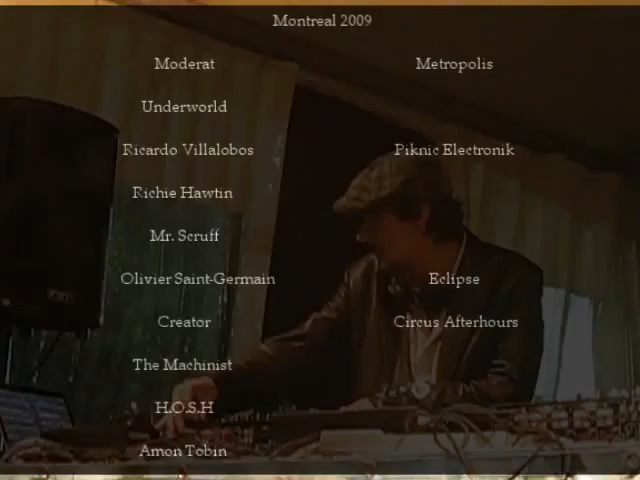 Montreal 2009
Moderat Metropolis
Underworld
Ricardo Villalobos Piknic Electronik
Richie Hawtin
Mr. Scruff
Olivier Saint-Germain Eclipse
Creator Circus Afterhours
The Machinist
H.O.S.H
Amon Tobin